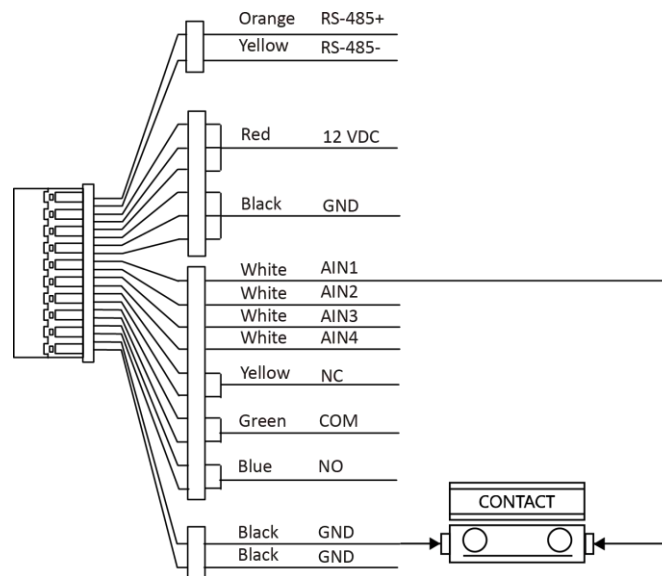 Orange RS-485+
Yellow RS-485-
Red 12 VDC
Black GND
White AIN1
White AIN2
White AIN3
White AIN4
Yellow NC
Green COM
Blue NO
CONTACT
Black GND
Black GND